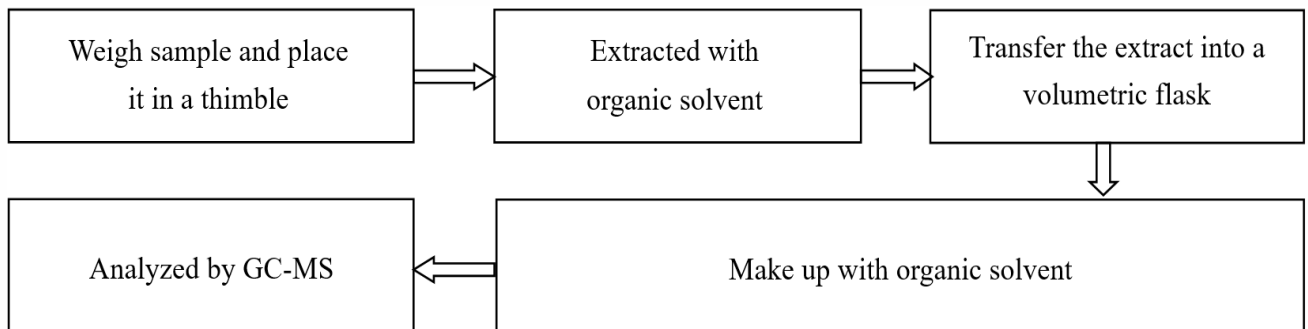 Weigh sample and place
it in a thimble
Extracted with
organic solvent
Transfer the extract into a
volumetric flask
Make up with organic solvent
Analyzed by GC-MS